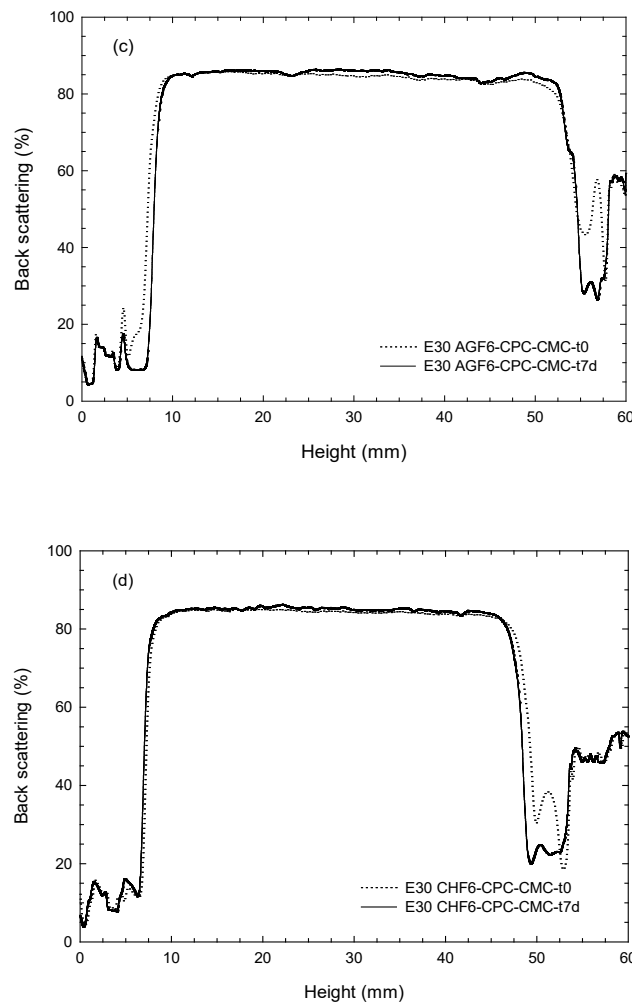 (c)
100
80
60
40
20
0
Back scattering (%)
E30 AGF6-CPC-CMC-t0
E30 AGF6-CPC-CMC-t7d
0 10 20 30 40 50 60
Height (mm)
(d)
100
80
60
40
20
0
Back scattering (%)
E30 CHF6-CPC-CMC-t0
E30 CHF6-CPC-CMC-t7d
0 10 20 30 40 50 60
Height (mm)